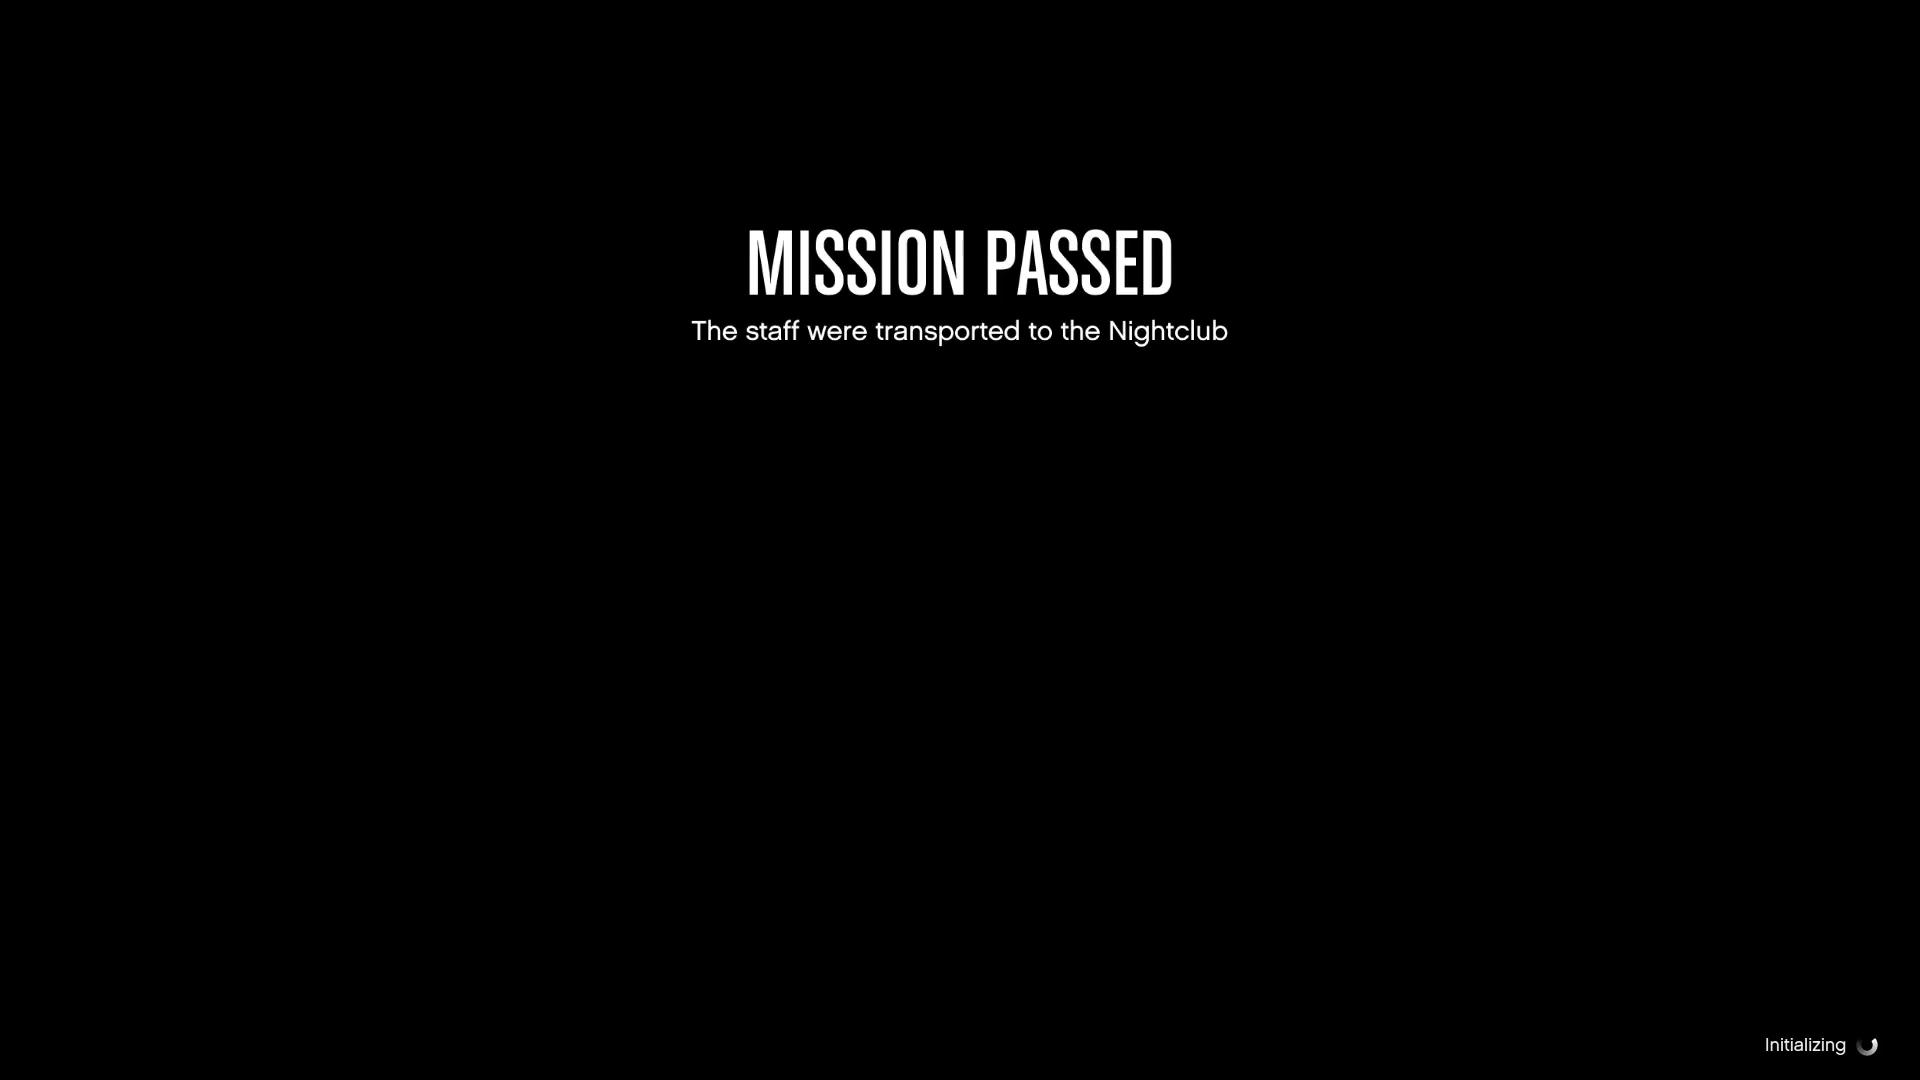 MISSION PASSED
The staff were transported to the Nightclub
Initializing